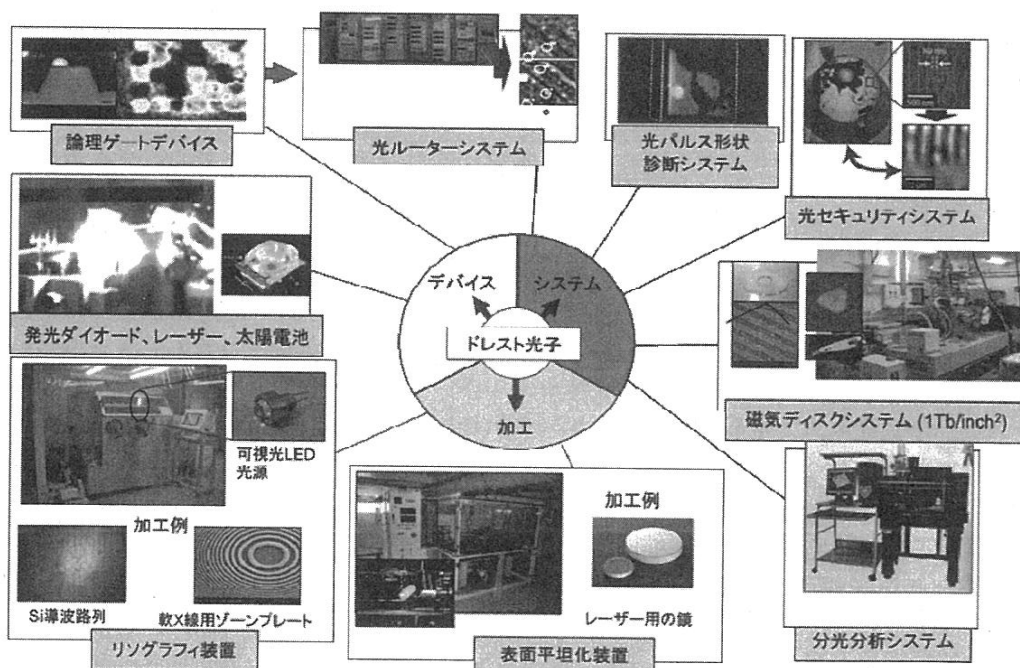 論理ゲートデバイス
光ルーターシステム
光パルス形状
診断システム
光セキュリティシステム
発光ダイオード、レーザー、太陽電池
デバイス
システム
ドレスト光子
加工
磁気ディスクシステム (1Tb/inch²)
可視光LED
光源
加工例
Si導波路列
軟X線用ゾーンプレート
リソグラフィ装置
加工例
レーザー用の鏡
表面平坦化装置
分光分析システム